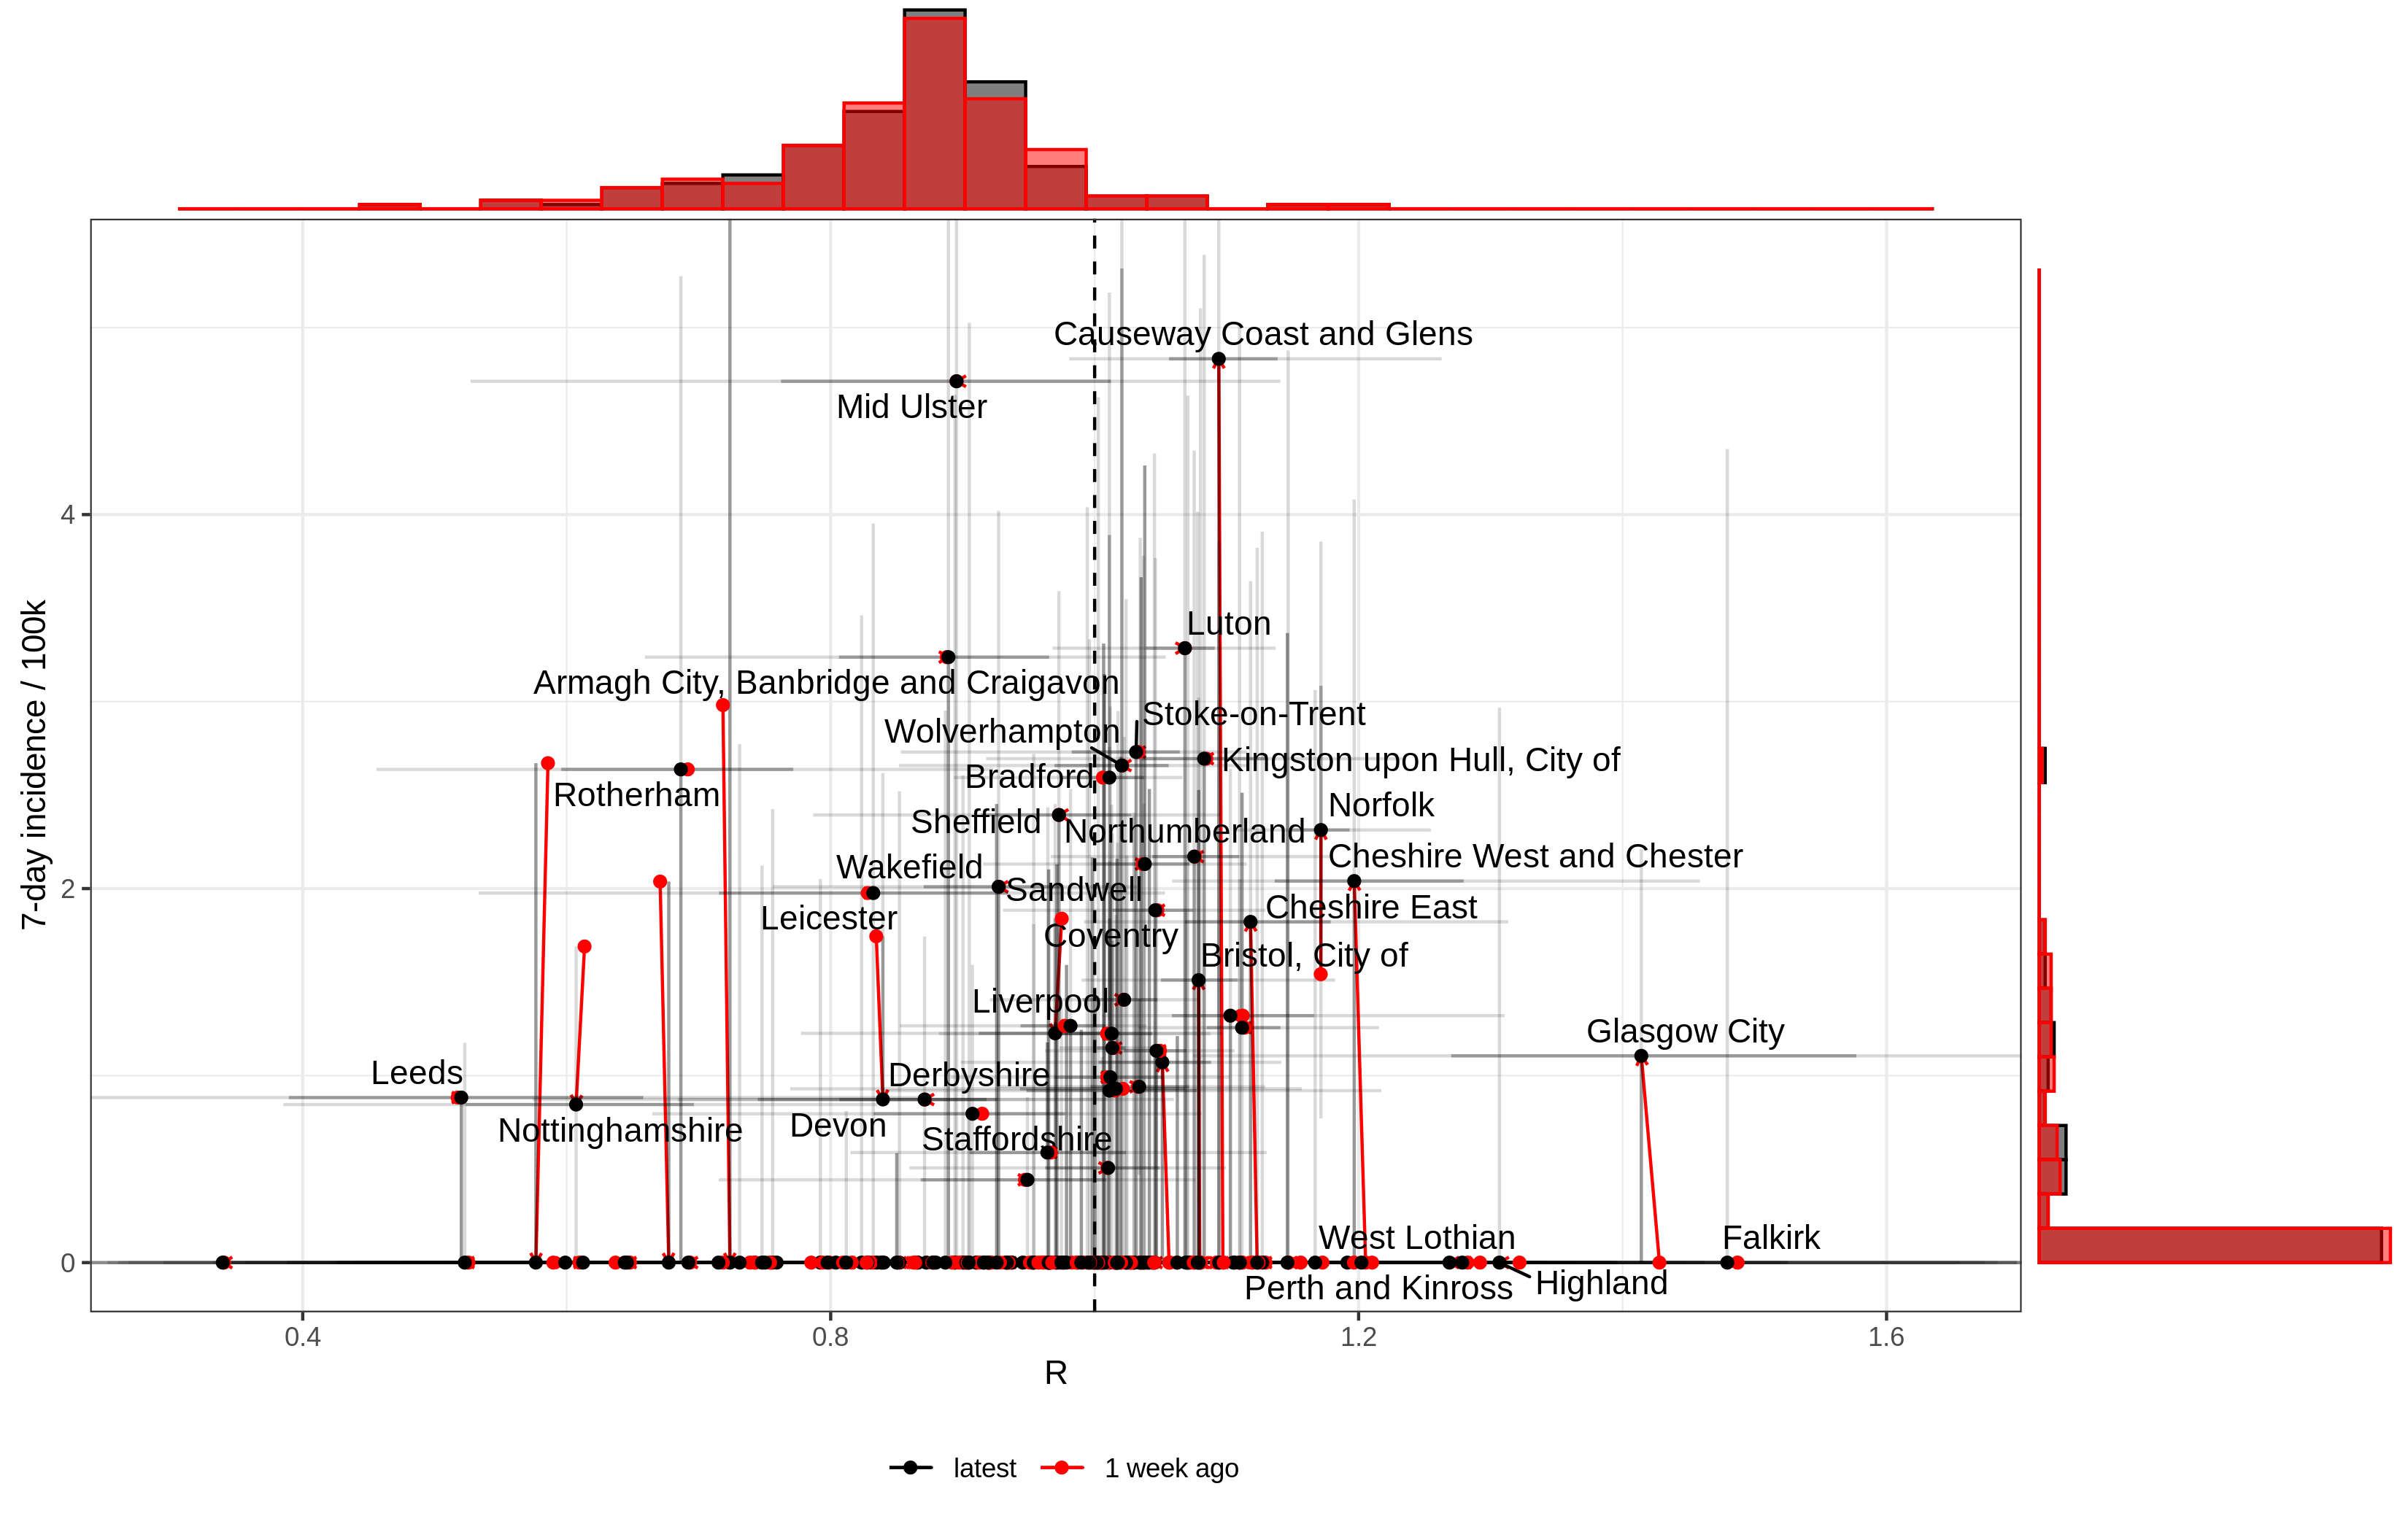 Causeway Coast and Glens
Mid Ulster
4
Luton
Armagh City, Banbridge and Craigavon
Stoke-on-Trent
Wolverhampton
Kingston upon Hull, City of
Bradford
Rotherham
Norfolk
Sheffield
Northumberland
Cheshire West and Chester
Wakefield
2
Sandwell
Cheshire East
Leicester
Coventry
Bristol, City of
Liverpool
Glasgow City
Leeds
Derbyshire
Devon
Nottinghamshire
Staffordshire
West Lothian
Falkirk
0
Perth and Kinross
Highland
7-day incidence / 100k
0.4 0.8 1.2 1.6
R
latest 1 week ago